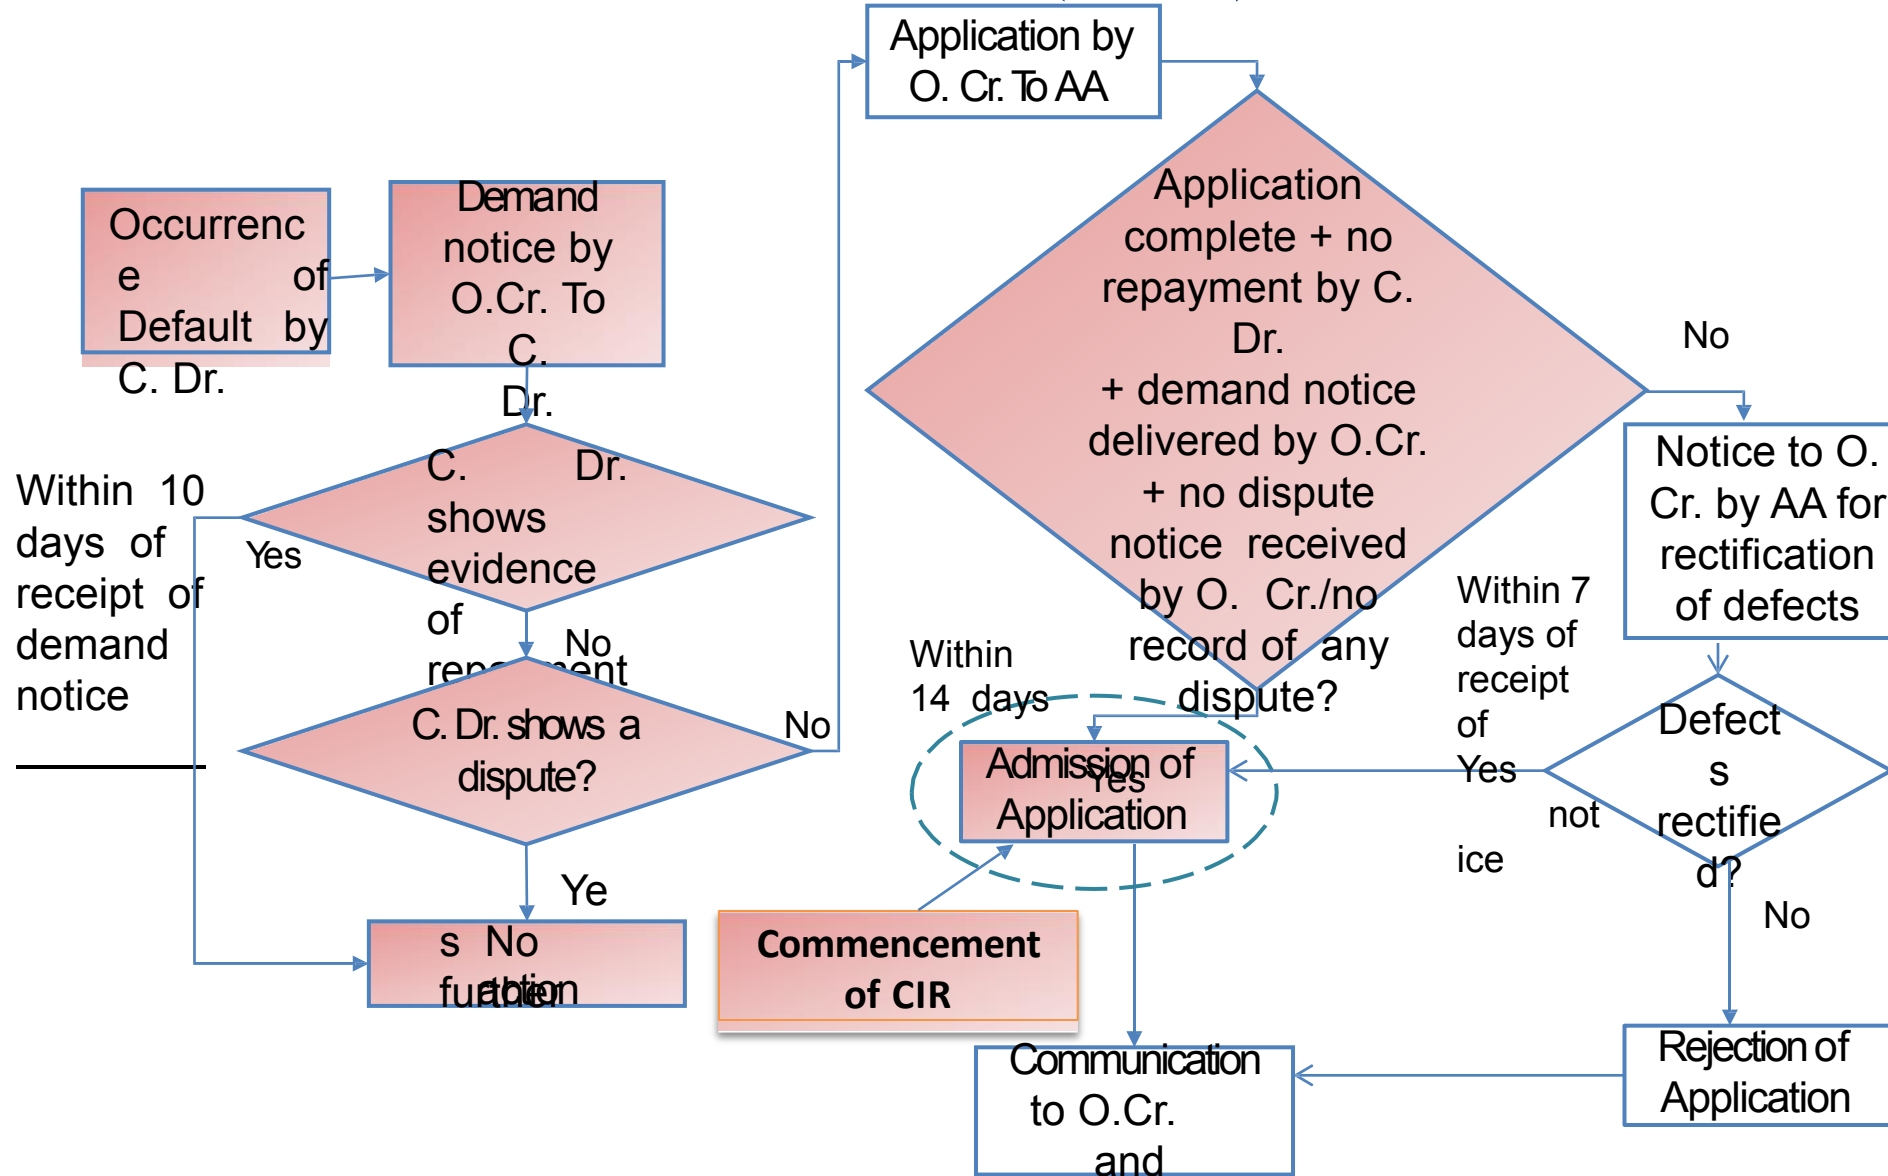 Application by
O. Cr. To AA
Occurrenc
e of
Default by
C. Dr.
Demand
notice by
O.Cr. To
C.
Dr.
Within 10
days of
receipt of
demand
notice
C. Dr.
shows
evidence
of
repayment
Yes
No
C. Dr. shows a
dispute?
No
Ye
s No
further
action
Application
complete + no
repayment by C.
Dr.
+ demand notice
delivered by O.Cr.
+ no dispute
notice received
by O. Cr./no
record of any
dispute?
No
Notice to O.
Cr. by AA for
rectification
of defects
Within 7
days of
receipt
of
Yes
not
ice
Within
14 days
Admission of
Yes
Application
Defect
s
rectifie
d?
No
Commencement
of CIR
Communication
to O.Cr.
and
Rejection of
Application